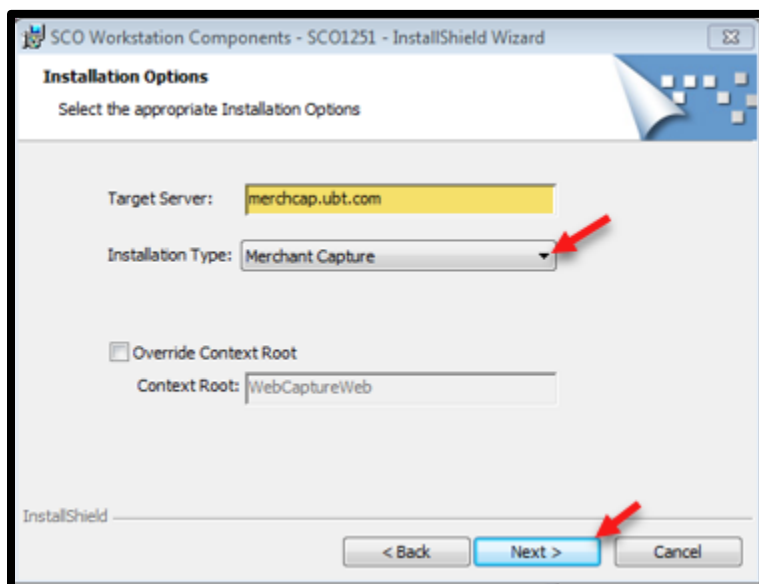 SCO Workstation Components - SCO1251 - InstallShield Wizard
Installation Options
Select the appropriate Installation Options
Target Server: merchcap.ubt.com
Installation Type: Merchant Capture
Override Context Root
Context Root: WebCaptureWeb
InstallShield
< Back Next > Cancel